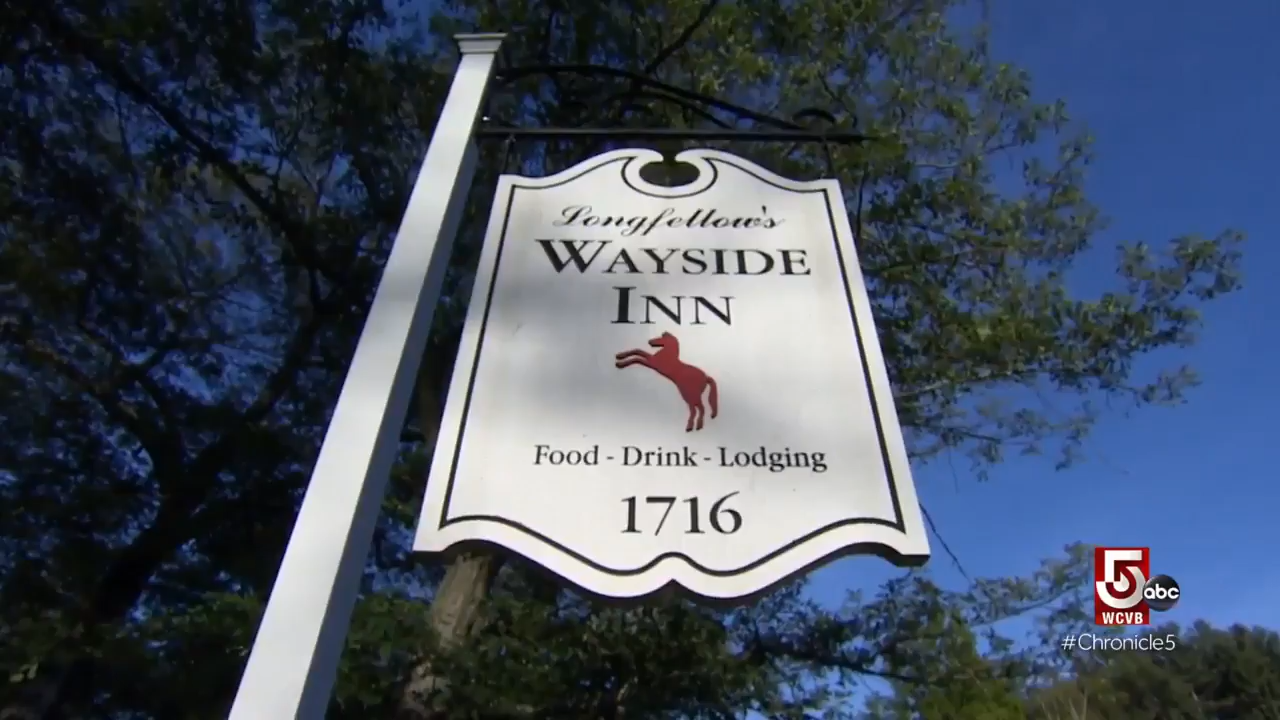 Longfellow's
WAYSIDE
INN
Food - Drink - Lodging
1716
5 abc
WCVB
#Chronicle5